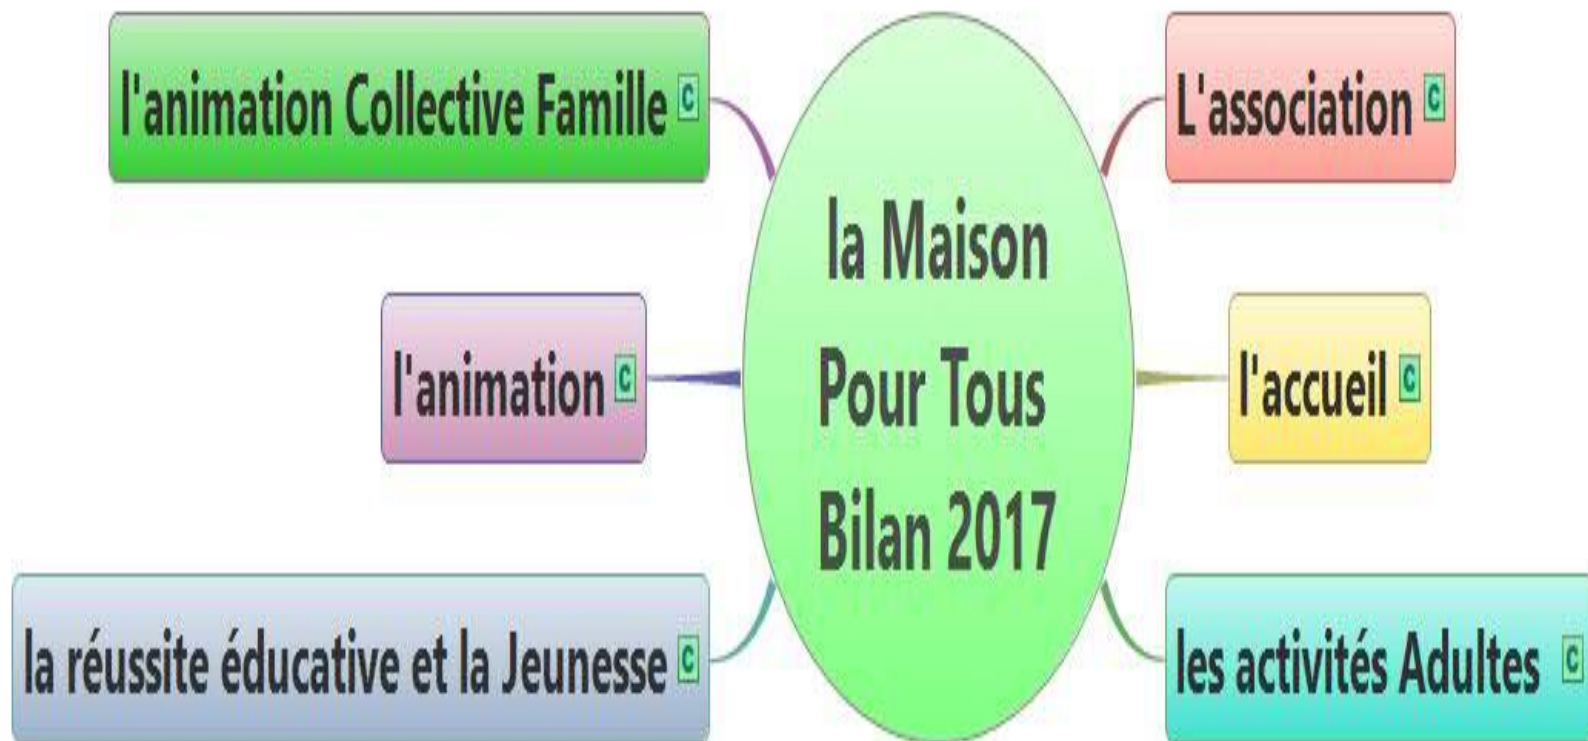 l'animation Collective Famille C
L'association C
la Maison
Pour Tous
Bilan 2017
l'animation C
l'accueil C
la réussite éducative et la Jeunesse C
les activités Adultes C